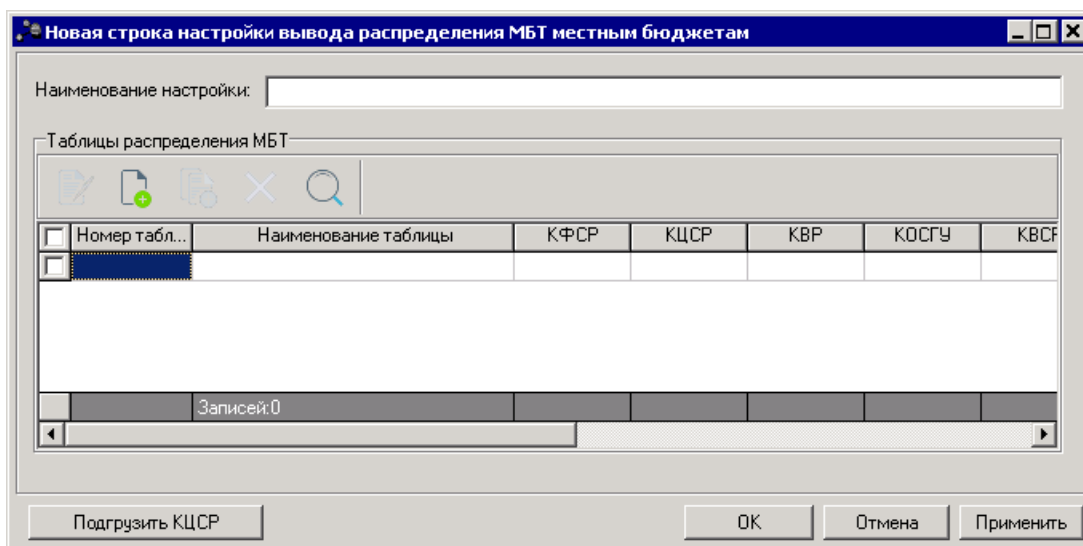 Новая строка настройки вывода распределения МБТ местным бюджетам
Наименование настройки:
Таблицы распределения МБТ
Номер табл... Наименование таблицы КФСР КЦСР КВР КОСГУ КВСР
Записей:0
Подгрузить КЦСР ОК Отмена Применить